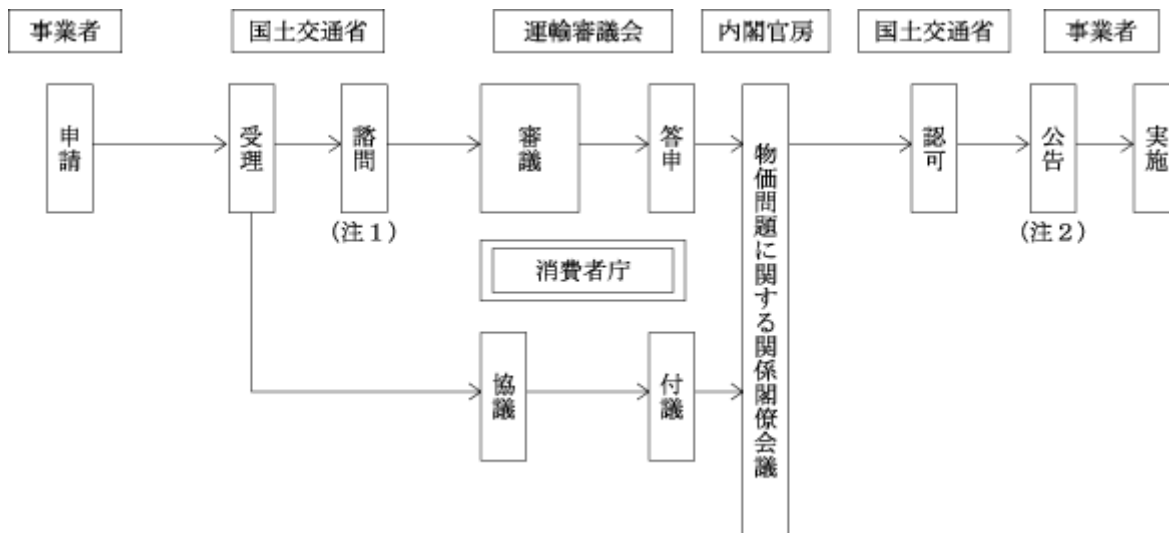 事業者
国土交通省
運輸審議会
内閣官房
国土交通省
事業者
申請
受理
諮問
審議
答申
物価問題に関する関係閣僚会議
認可
公告
実施
(注1)
(注2)
消費者庁
協議
付議